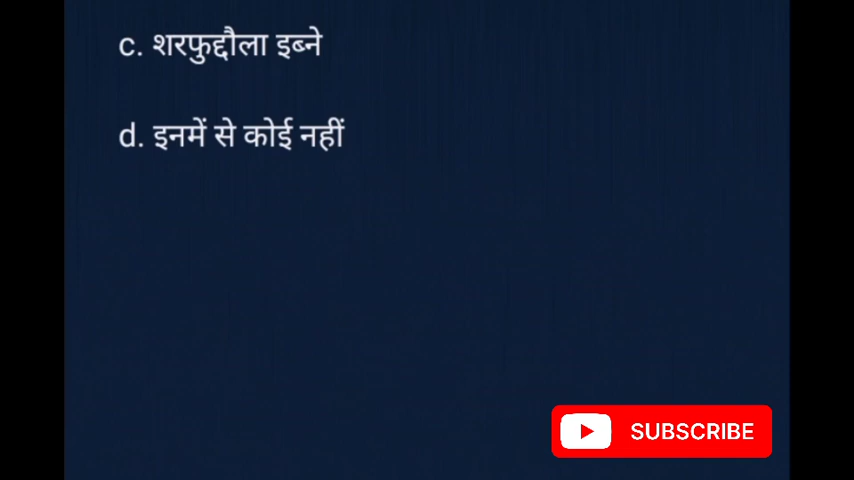 c. शरफुद्दौला इब्ने
d. इनमें से कोई नहीं
SUBSCRIBE